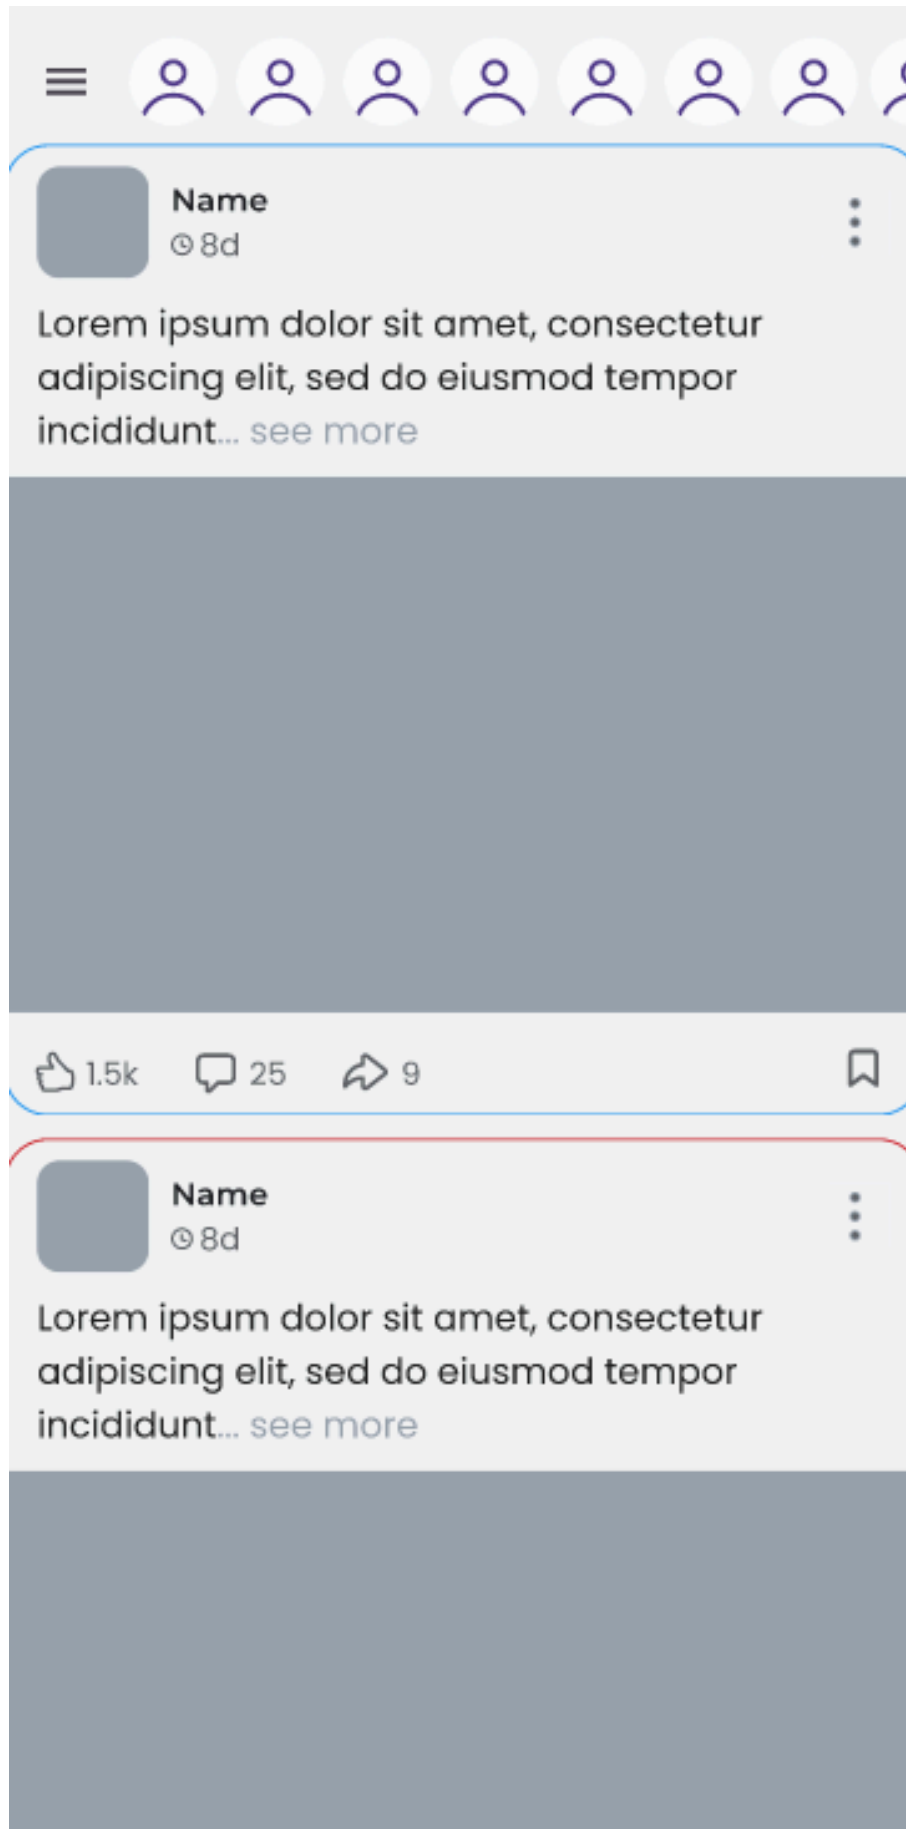 Name
8d
Lorem ipsum dolor sit amet, consectetur
adipiscing elit, sed do eiusmod tempor
incididunt... see more
1.5k 25 9
Name
8d
Lorem ipsum dolor sit amet, consectetur
adipiscing elit, sed do eiusmod tempor
incididunt... see more